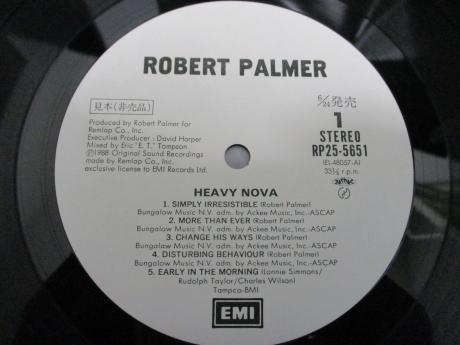 ROBERT PALMER
見本(非売品)
6/24発売
Produced by Robert Palmer for
Remlap Co., Inc.
Executive Producer: David Harper
Mixed by Eric "E. T." Tompson
Ⓟ1988 Original Sound Recordings
made by Remlap Co., Inc.
exclusive license to EMI Records Ltd.
1
STEREO
RP25-5651
(EI-48057-A)
33⅓ r.p.m.
HEAVY NOVA
1. SIMPLY IRRESISTIBLE (Robert Palmer)
Bungalow Music N.V. adm. by Ackee Music, Inc.-ASCAP
2. MORE THAN EVER (Robert Palmer)
Bungalow Music N.V. adm. by Ackee Music, Inc.-ASCAP
3. CHANGE HIS WAYS (Robert Palmer)
Bungalow Music N.V. adm. by Ackee Music, Inc.-ASCAP
4. DISTURBING BEHAVIOUR (Robert Palmer)
Bungalow Music N.V. adm. by Ackee Music, Inc.-ASCAP
5. EARLY IN THE MORNING (Lonnie Simmons/
Rudolph Taylor/Charles Wilson)
Tampco-BMI
EMI